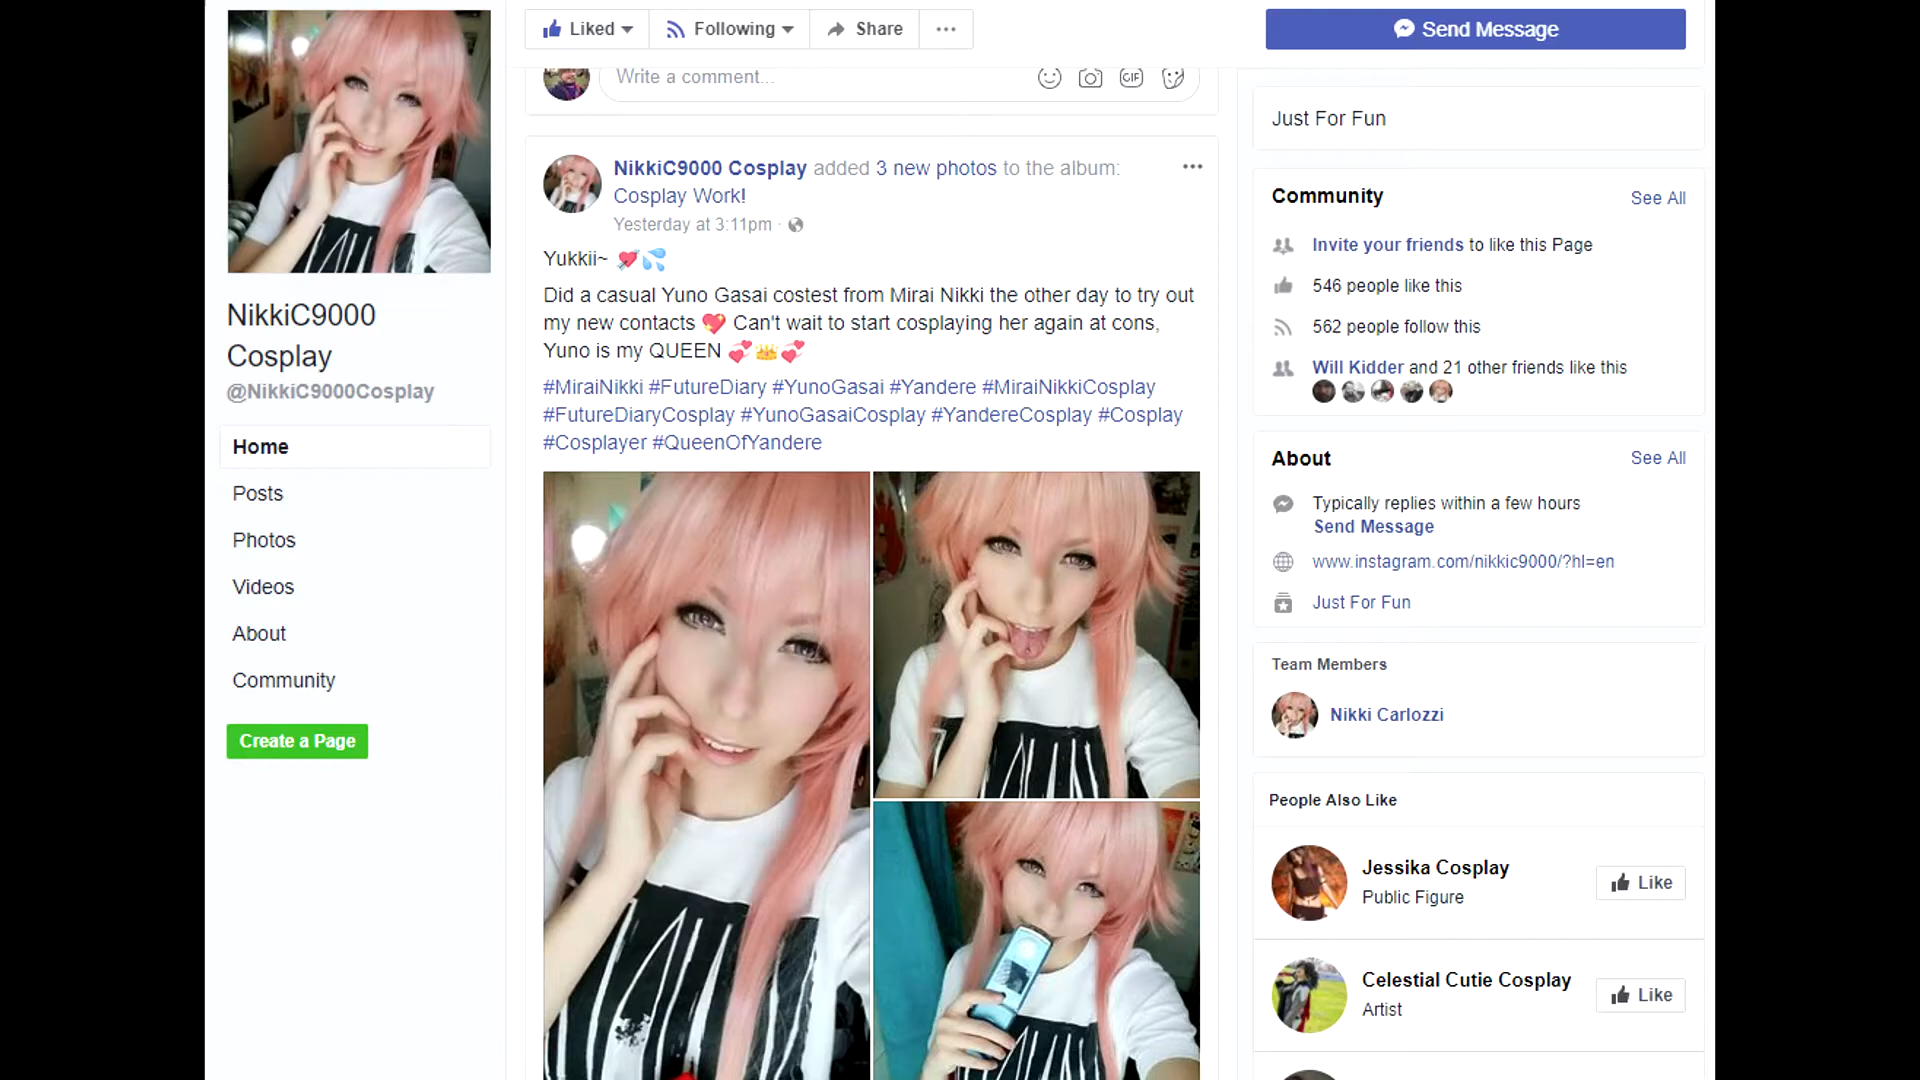 NikkiC9000
Cosplay
@NikkiC9000Cosplay
Home
Posts
Photos
Videos
About
Community
Create a Page
Liked
Following
Share
Write a comment...
GIF
NikkiC9000 Cosplay added 3 new photos to the album:
Cosplay Work!
Yesterday at 3:11pm ·
Yukkii~ 💘💦
Did a casual Yuno Gasai costest from Mirai Nikki the other day to try out
my new contacts 💖 Can't wait to start cosplaying her again at cons,
Yuno is my QUEEN 💞👑💞
#MiraiNikki #FutureDiary #YunoGasai #Yandere #MiraiNikkiCosplay
#FutureDiaryCosplay #YunoGasaiCosplay #YandereCosplay #Cosplay
#Cosplayer #QueenOfYandere
Send Message
Just For Fun
Community
See All
Invite your friends to like this Page
546 people like this
562 people follow this
Will Kidder and 21 other friends like this
About
See All
Typically replies within a few hours
Send Message
www.instagram.com/nikkic9000/?hl=en
Just For Fun
Team Members
Nikki Carlozzi
People Also Like
Jessika Cosplay
Public Figure
Like
Celestial Cutie Cosplay
Artist
Like